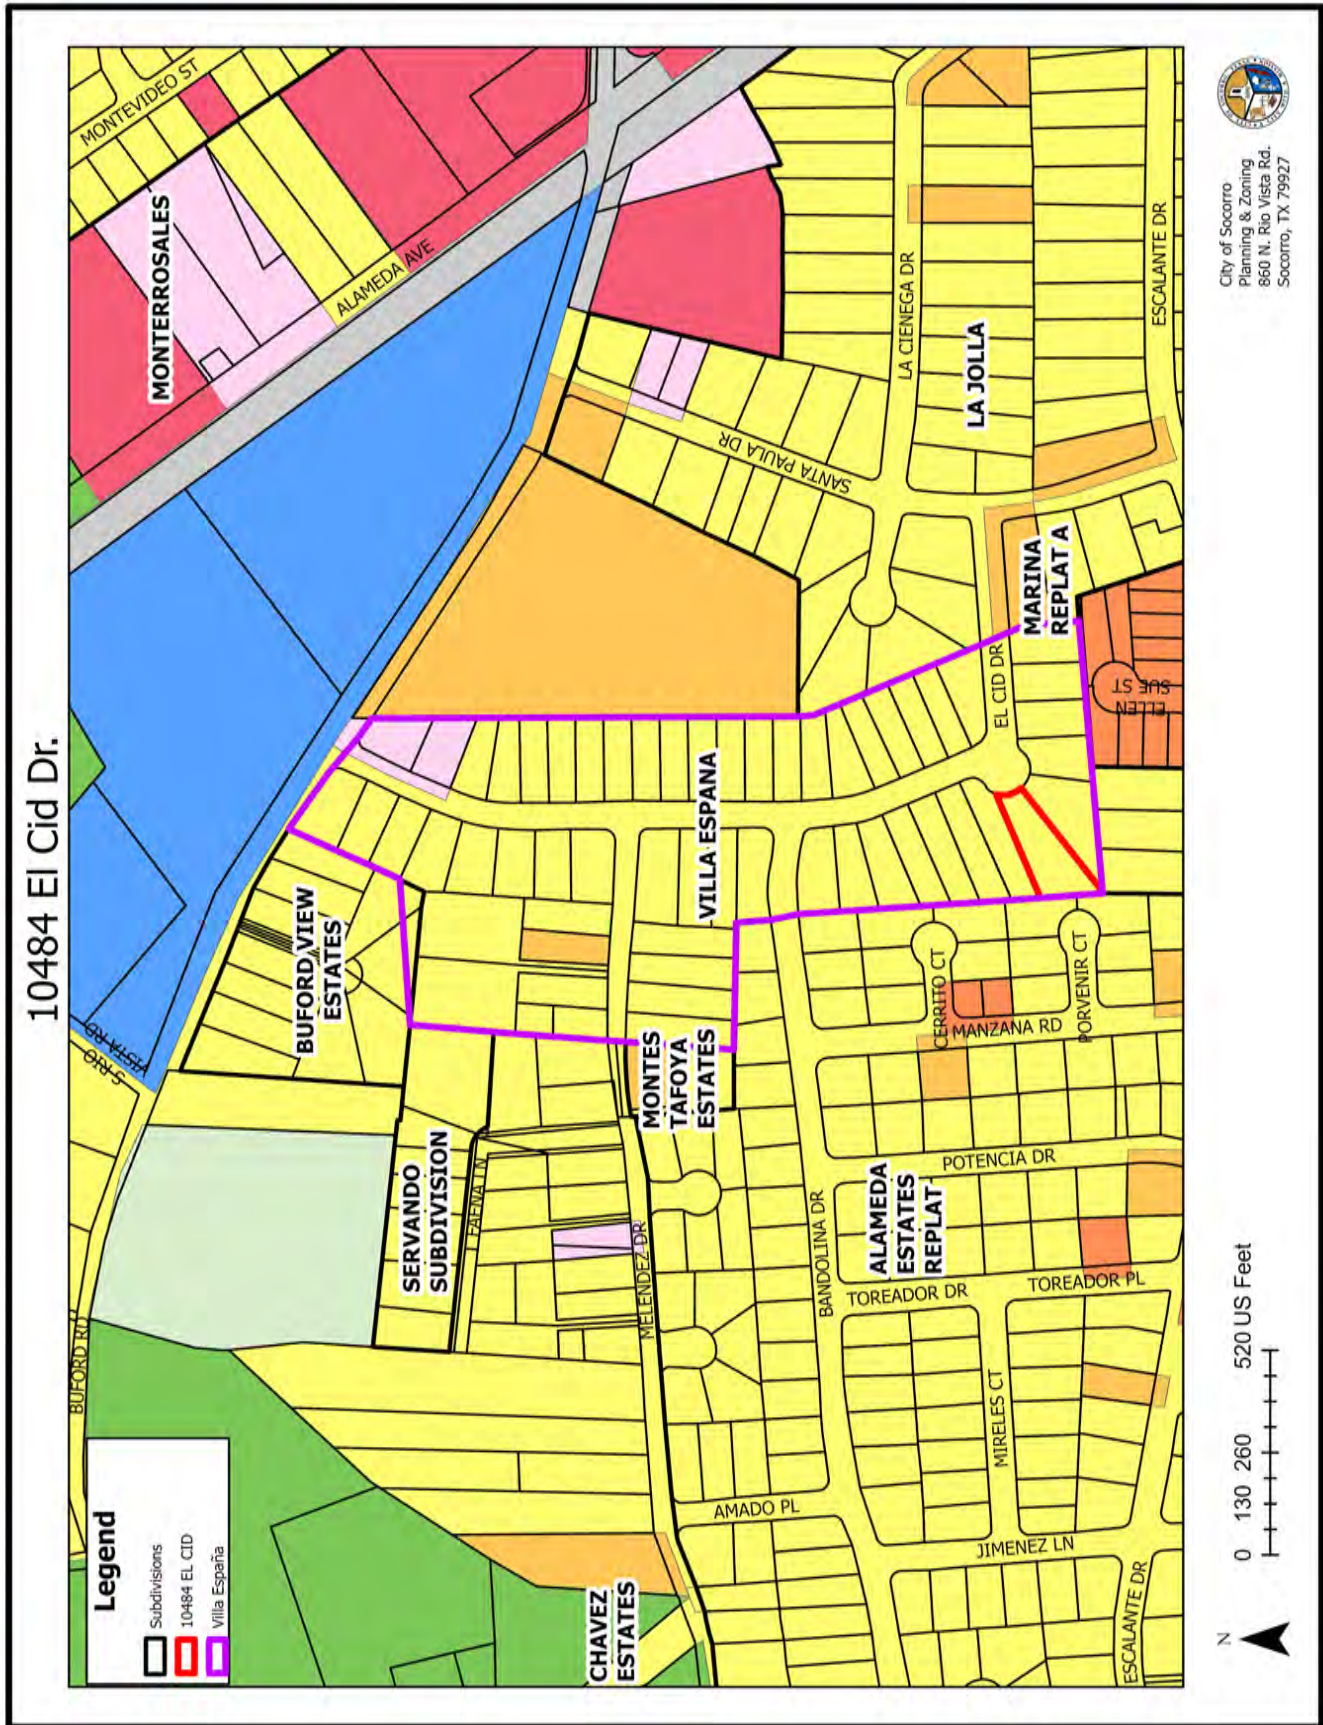 10484 El Cid Dr.
MONTEVIDEO ST
MONTERROSALES
ALAMEDA AVE
S RIO
VISTA RD
BUFORD RD
BUFORD VIEW
ESTATES
SERVANDO
SUBDIVISION
MELENDEZ DR
MONTES
TAFOYA
ESTATES
VILLA ESPANA
SANTA PAULA DR
LA CIENEGA DR
LA JOLLA
ESCALANTE DR
MARINA
REPLAT A
EL CID DR
ELLEN
SUE ST
CERRITO CT
MANZANA RD
PORVENIR CT
POTENCIA DR
BANDOLINA DR
ALAMEDA
ESTATES
REPLAT
TOREADOR DR
TOREADOR PL
MIRELES CT
AMADO PL
JIMENEZ LN
ESCALANTE DR
CHAVEZ
ESTATES
Legend
Subdivisions
10484 EL CID
Villa España
N
0 130 260 520 US Feet
City of Socorro
Planning & Zoning
860 N. Rio Vista Rd.
Socorro, TX 79927